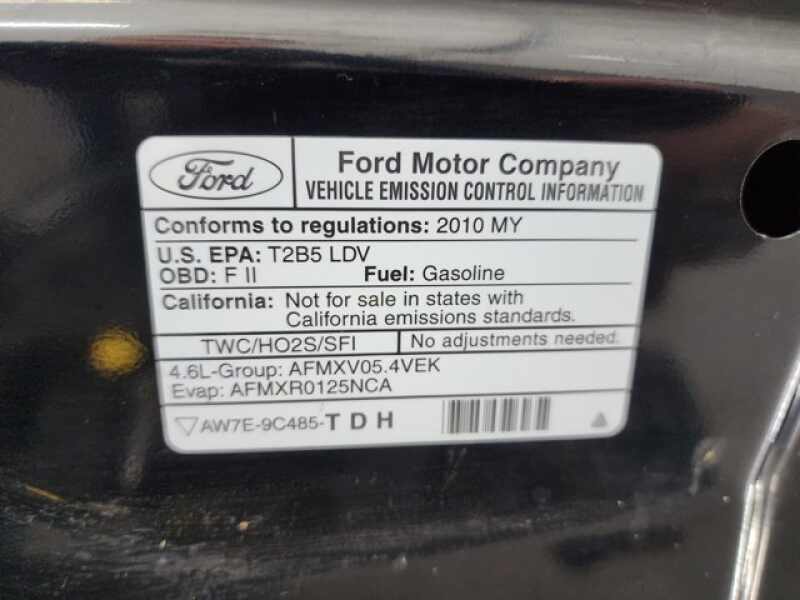 Ford
Ford Motor Company
VEHICLE EMISSION CONTROL INFORMATION
Conforms to regulations: 2010 MY
U.S. EPA: T2B5 LDV
OBD: F II Fuel: Gasoline
California: Not for sale in states with
California emissions standards.
TWC/HO2S/SFI No adjustments needed.
4.6L-Group: AFMXV05.4VEK
Evap: AFMXR0125NCA
AW7E-9C485-T D H